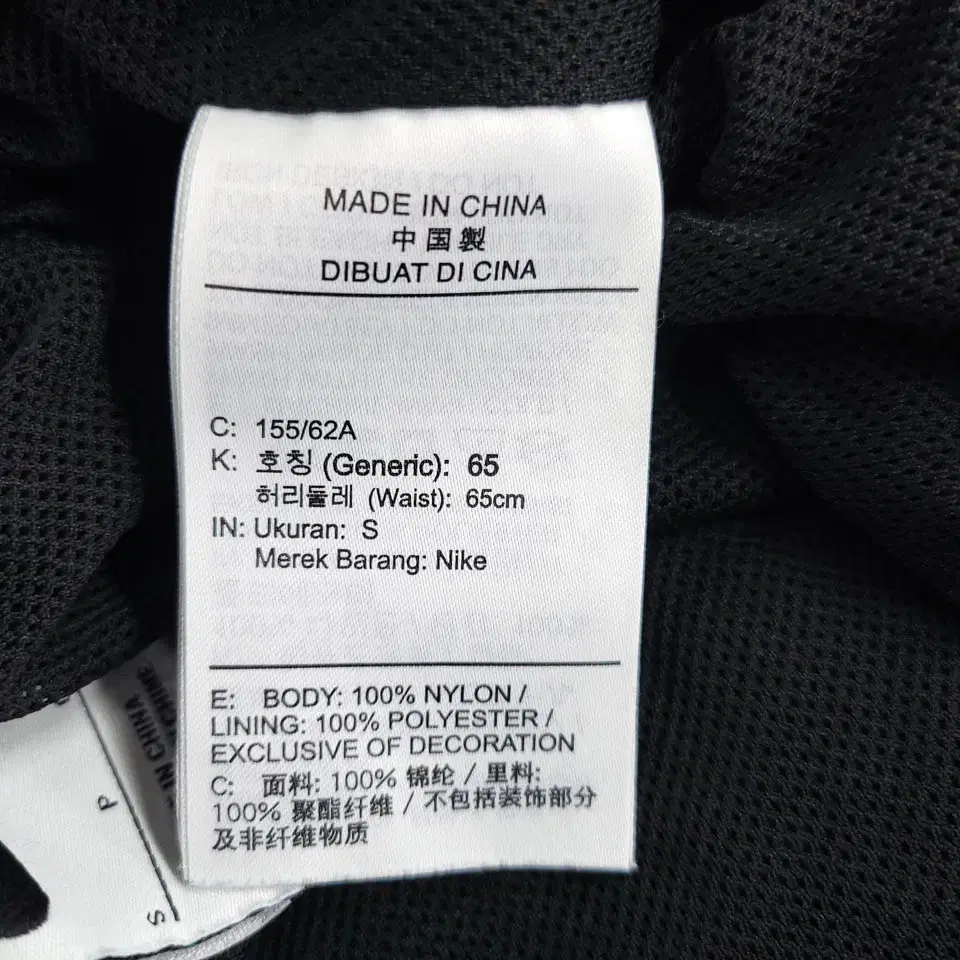 MADE IN CHINA
中国製
DIBUAT DI CINA
C: 155/62A
K: 호칭 (Generic): 65
허리둘레 (Waist): 65cm
IN: Ukuran: S
Merek Barang: Nike
E: BODY: 100% NYLON /
LINING: 100% POLYESTER /
EXCLUSIVE OF DECORATION
C: 面料: 100% 锦纶 / 里料:
100% 聚酯纤维 / 不包括装饰部分
及非纤维物质
IN CHINA
P
S